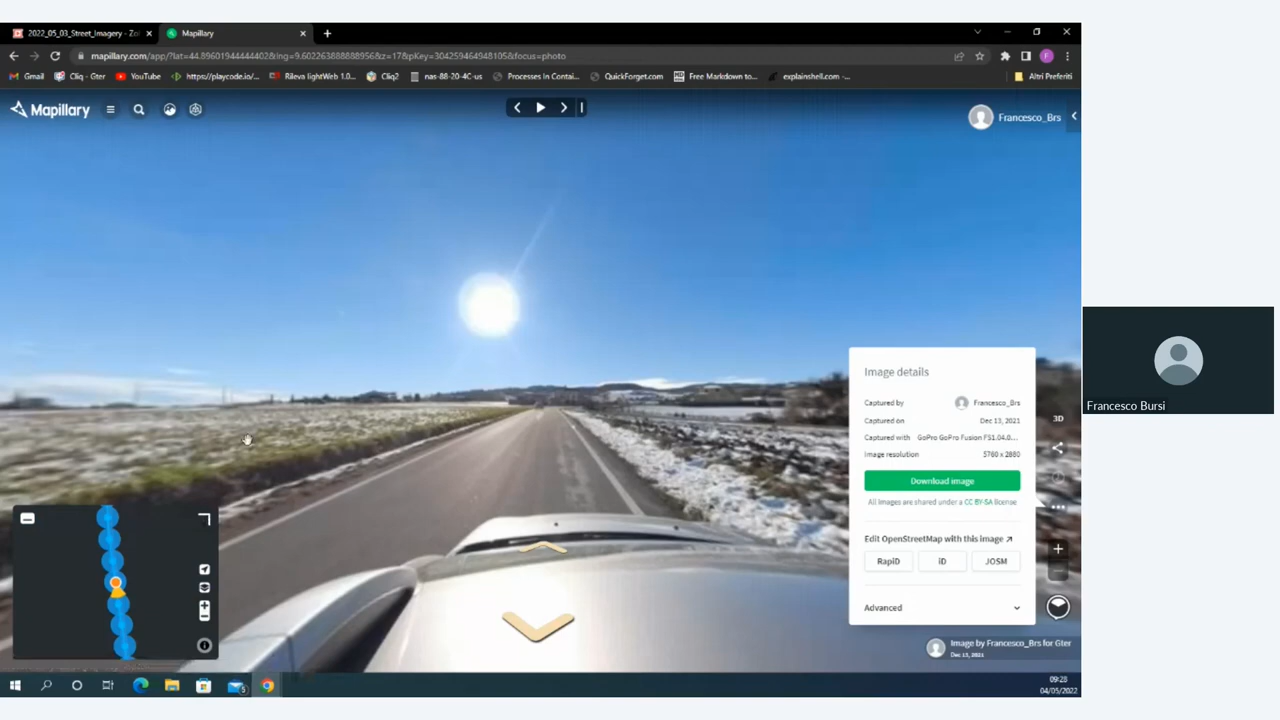 2022_05_03_Street_Imagery - Zo
Mapillary
mapillary.com/app/?lat=44.89601944444402&lng=9.602263888888956&z=17&pKey=304259464948105&focus=photo
Gmail
Cliq - Gter
YouTube
https://playcode.io/...
Rileva lightWeb 1.0...
Cliq2
nas-88-20-4C-us
Processes in Contai...
QuickForget.com
Free Markdown to...
explainshell.com -...
Altri Preferiti
Mapillary
Francesco_Brs
Image details
Captured by Francesco_Brs
Captured on Dec 13, 2021
Captured with GoPro GoPro Fusion FS1.04.0...
Image resolution 5760 x 2880
Download image
All images are shared under a CC BY-SA license
Edit OpenStreetMap with this image
RapiD iD JOSM
Advanced
3D
Image by Francesco_Brs for Gter
Dec 13, 2021
09:28
04/05/2022
Francesco Bursi